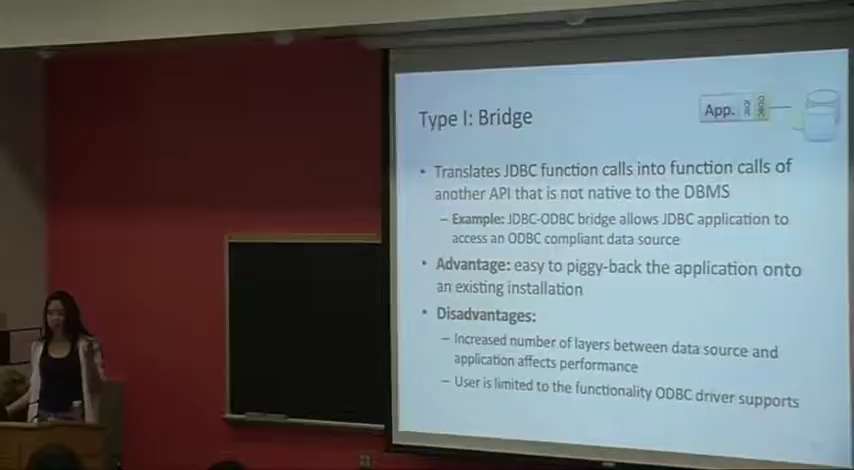 Type I: Bridge
App.
• Translates JDBC function calls into function calls of
another API that is not native to the DBMS
– Example: JDBC-ODBC bridge allows JDBC application to
access an ODBC compliant data source
• Advantage: easy to piggy-back the application onto
an existing installation
• Disadvantages:
– Increased number of layers between data source and
application affects performance
– User is limited to the functionality ODBC driver supports